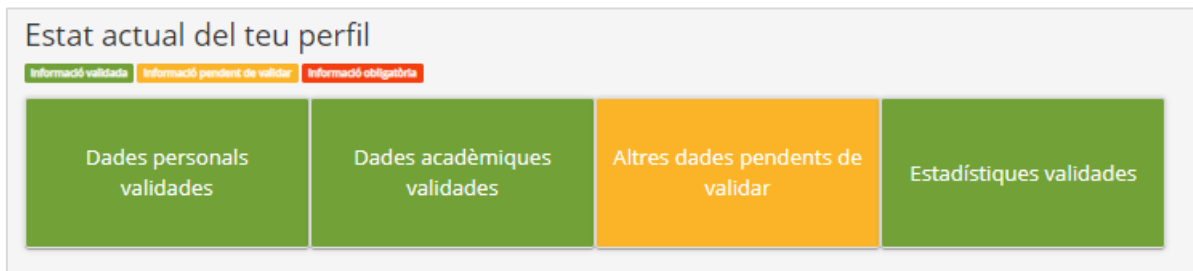 Estat actual del teu perfil
Informació validada Informació pendent de validar Informació obligatòria
Dades personals
validades
Dades acadèmiques
validades
Altres dades pendents de
validar
Estadístiques validades